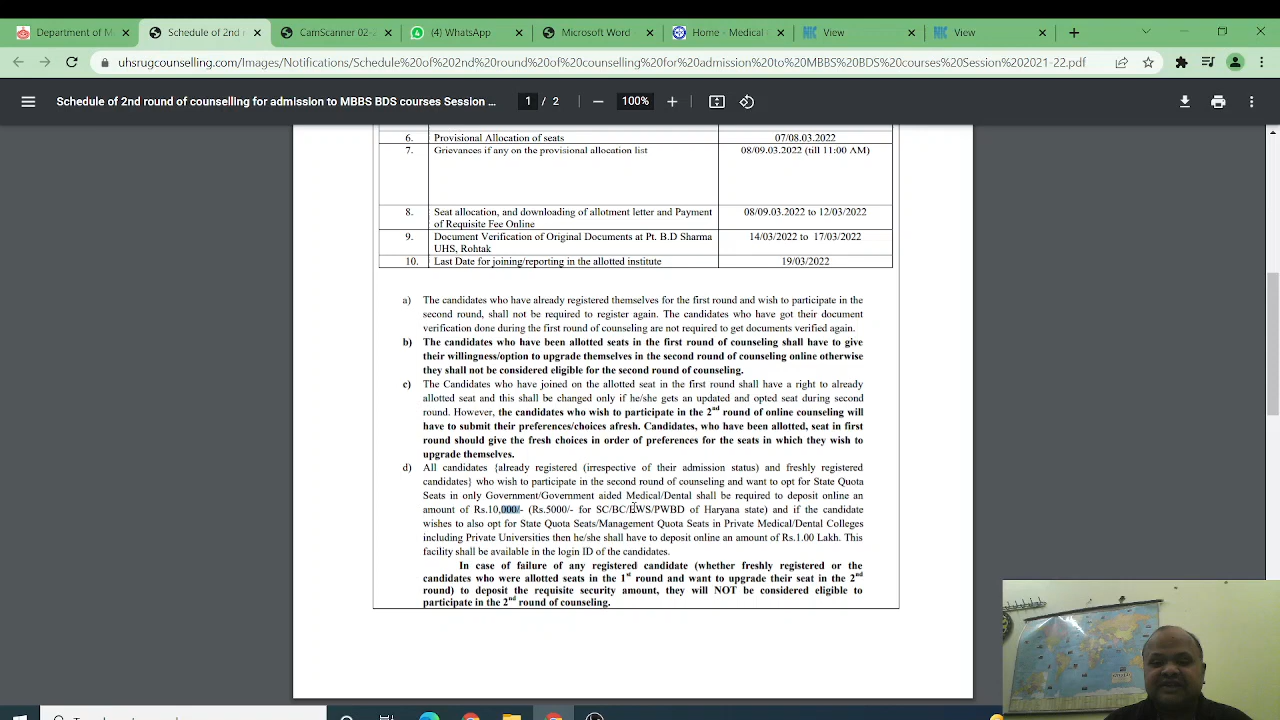 Department of M
Schedule of 2nd r
CamScanner 02-
(4) WhatsApp
Microsoft Word
Home - Medical
NIC View
NIC View
uhsrugcounselling.com/Images/Notifications/Schedule%20of%20nd%20round%20of%20counselling%20for%20admission%20to%20MBBS%20BDS%20courses%20Session%202021-22.pdf
Schedule of 2nd round of counselling for admission to MBBS BDS courses Session ...
1 / 2
100%
6. Provisional Allocation of seats 07/08.03.2022
7. Grievances if any on the provisional allocation list 08/09.03.2022 (till 11:00 AM)
8. Seat allocation, and downloading of allotment letter and Payment 08/09.03.2022 to 12/03/2022
of Requisite Fee Online
9. Document Verification of Original Documents at Pt. B.D Sharma 14/03/2022 to 17/03/2022
UHS, Rohtak
10. Last Date for joining/reporting in the allotted institute 19/03/2022
a) The candidates who have already registered themselves for the first round and wish to participate in the
second round, shall not be required to register again. The candidates who have got their document
verification done during the first round of counseling are not required to get documents verified again.
b) The candidates who have been allotted seats in the first round of counseling shall have to give
their willingness/option to upgrade themselves in the second round of counseling online otherwise
they shall not be considered eligible for the second round of counseling.
c) The Candidates who have joined on the allotted seat in the first round shall have a right to already
allotted seat and this shall be changed only if he/she gets an updated and opted seat during second
round. However, the candidates who wish to participate in the 2nd round of online counseling will
have to submit their preferences/choices afresh. Candidates, who have been allotted, seat in first
round should give the fresh choices in order of preferences for the seats in which they wish to
upgrade themselves.
d) All candidates {already registered (irrespective of their admission status) and freshly registered
candidates} who wish to participate in the second round of counseling and want to opt for State Quota
Seats in only Government/Government aided Medical/Dental shall be required to deposit online an
amount of Rs.10,000/- (Rs.5000/- for SC/BC/EWS/PWBD of Haryana state) and if the candidate
wishes to also opt for State Quota Seats/Management Quota Seats in Private Medical/Dental Colleges
including Private Universities then he/she shall have to deposit online an amount of Rs.1.00 Lakh. This
facility shall be available in the login ID of the candidates.
In case of failure of any registered candidate (whether freshly registered or the
candidates who were allotted seats in the 1st round and want to upgrade their seat in the 2nd
round) to deposit the requisite security amount, they will NOT be considered eligible to
participate in the 2nd round of counseling.